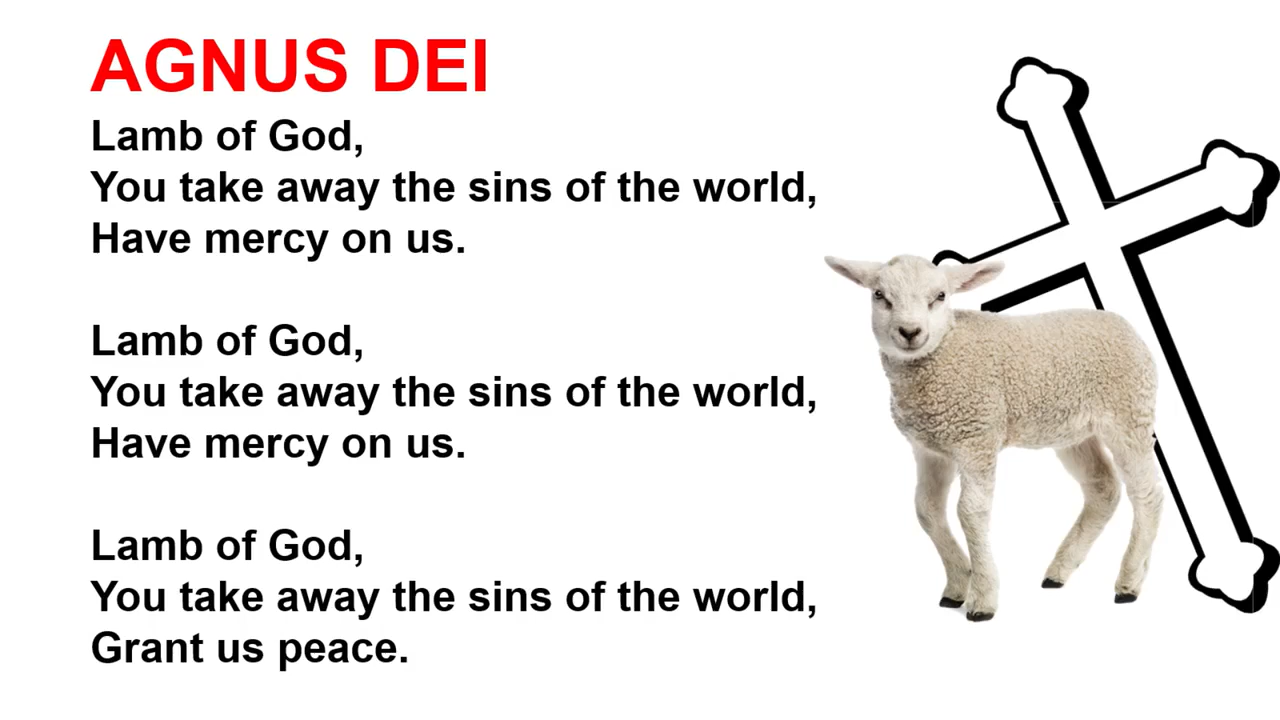 AGNUS DEI
Lamb of God,
You take away the sins of the world,
Have mercy on us.
Lamb of God,
You take away the sins of the world,
Have mercy on us.
Lamb of God,
You take away the sins of the world,
Grant us peace.